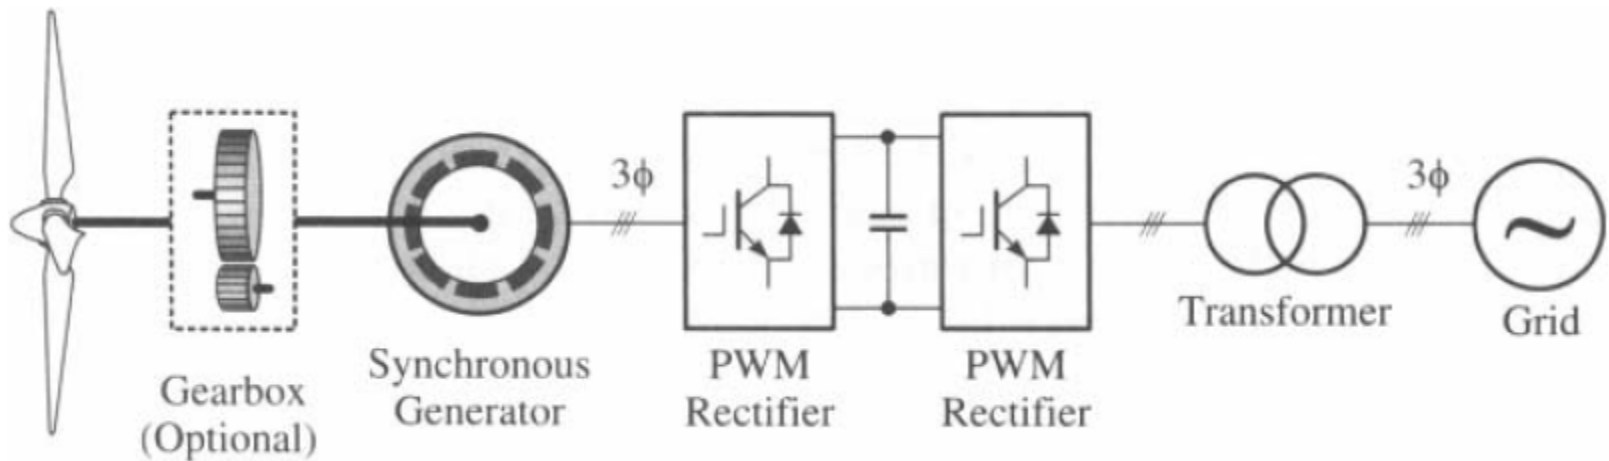 3ϕ
3ϕ
Transformer
Grid
Synchronous
Generator
PWM
Rectifier
PWM
Rectifier
Gearbox
(Optional)